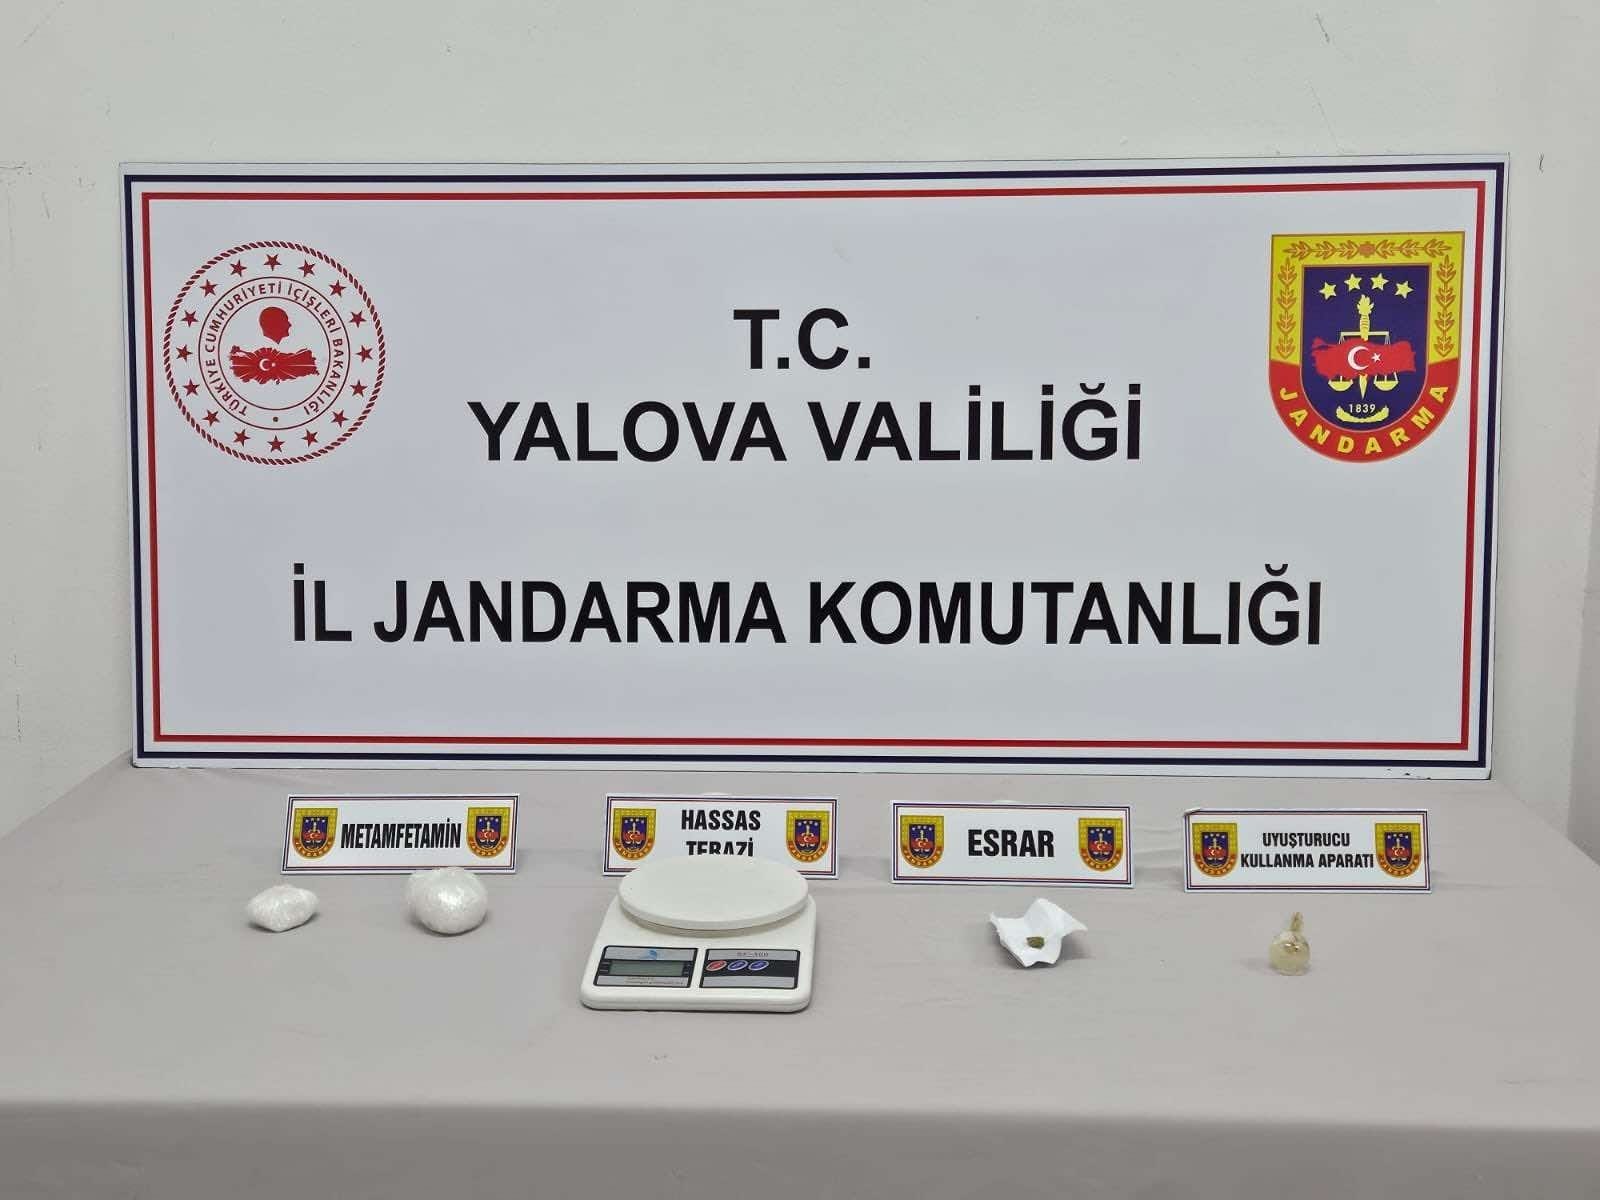 TÜRKİYE CUMHURİYETİ İÇİŞLERİ BAKANLIĞI
T.C.
YALOVA VALİLİĞİ
İL JANDARMA KOMUTANLIĞI
1839
JANDARMA
METAMFETAMİN
HASSAS
TERAZİ
ESRAR
UYUŞTURUCU
KULLANMA APARATI